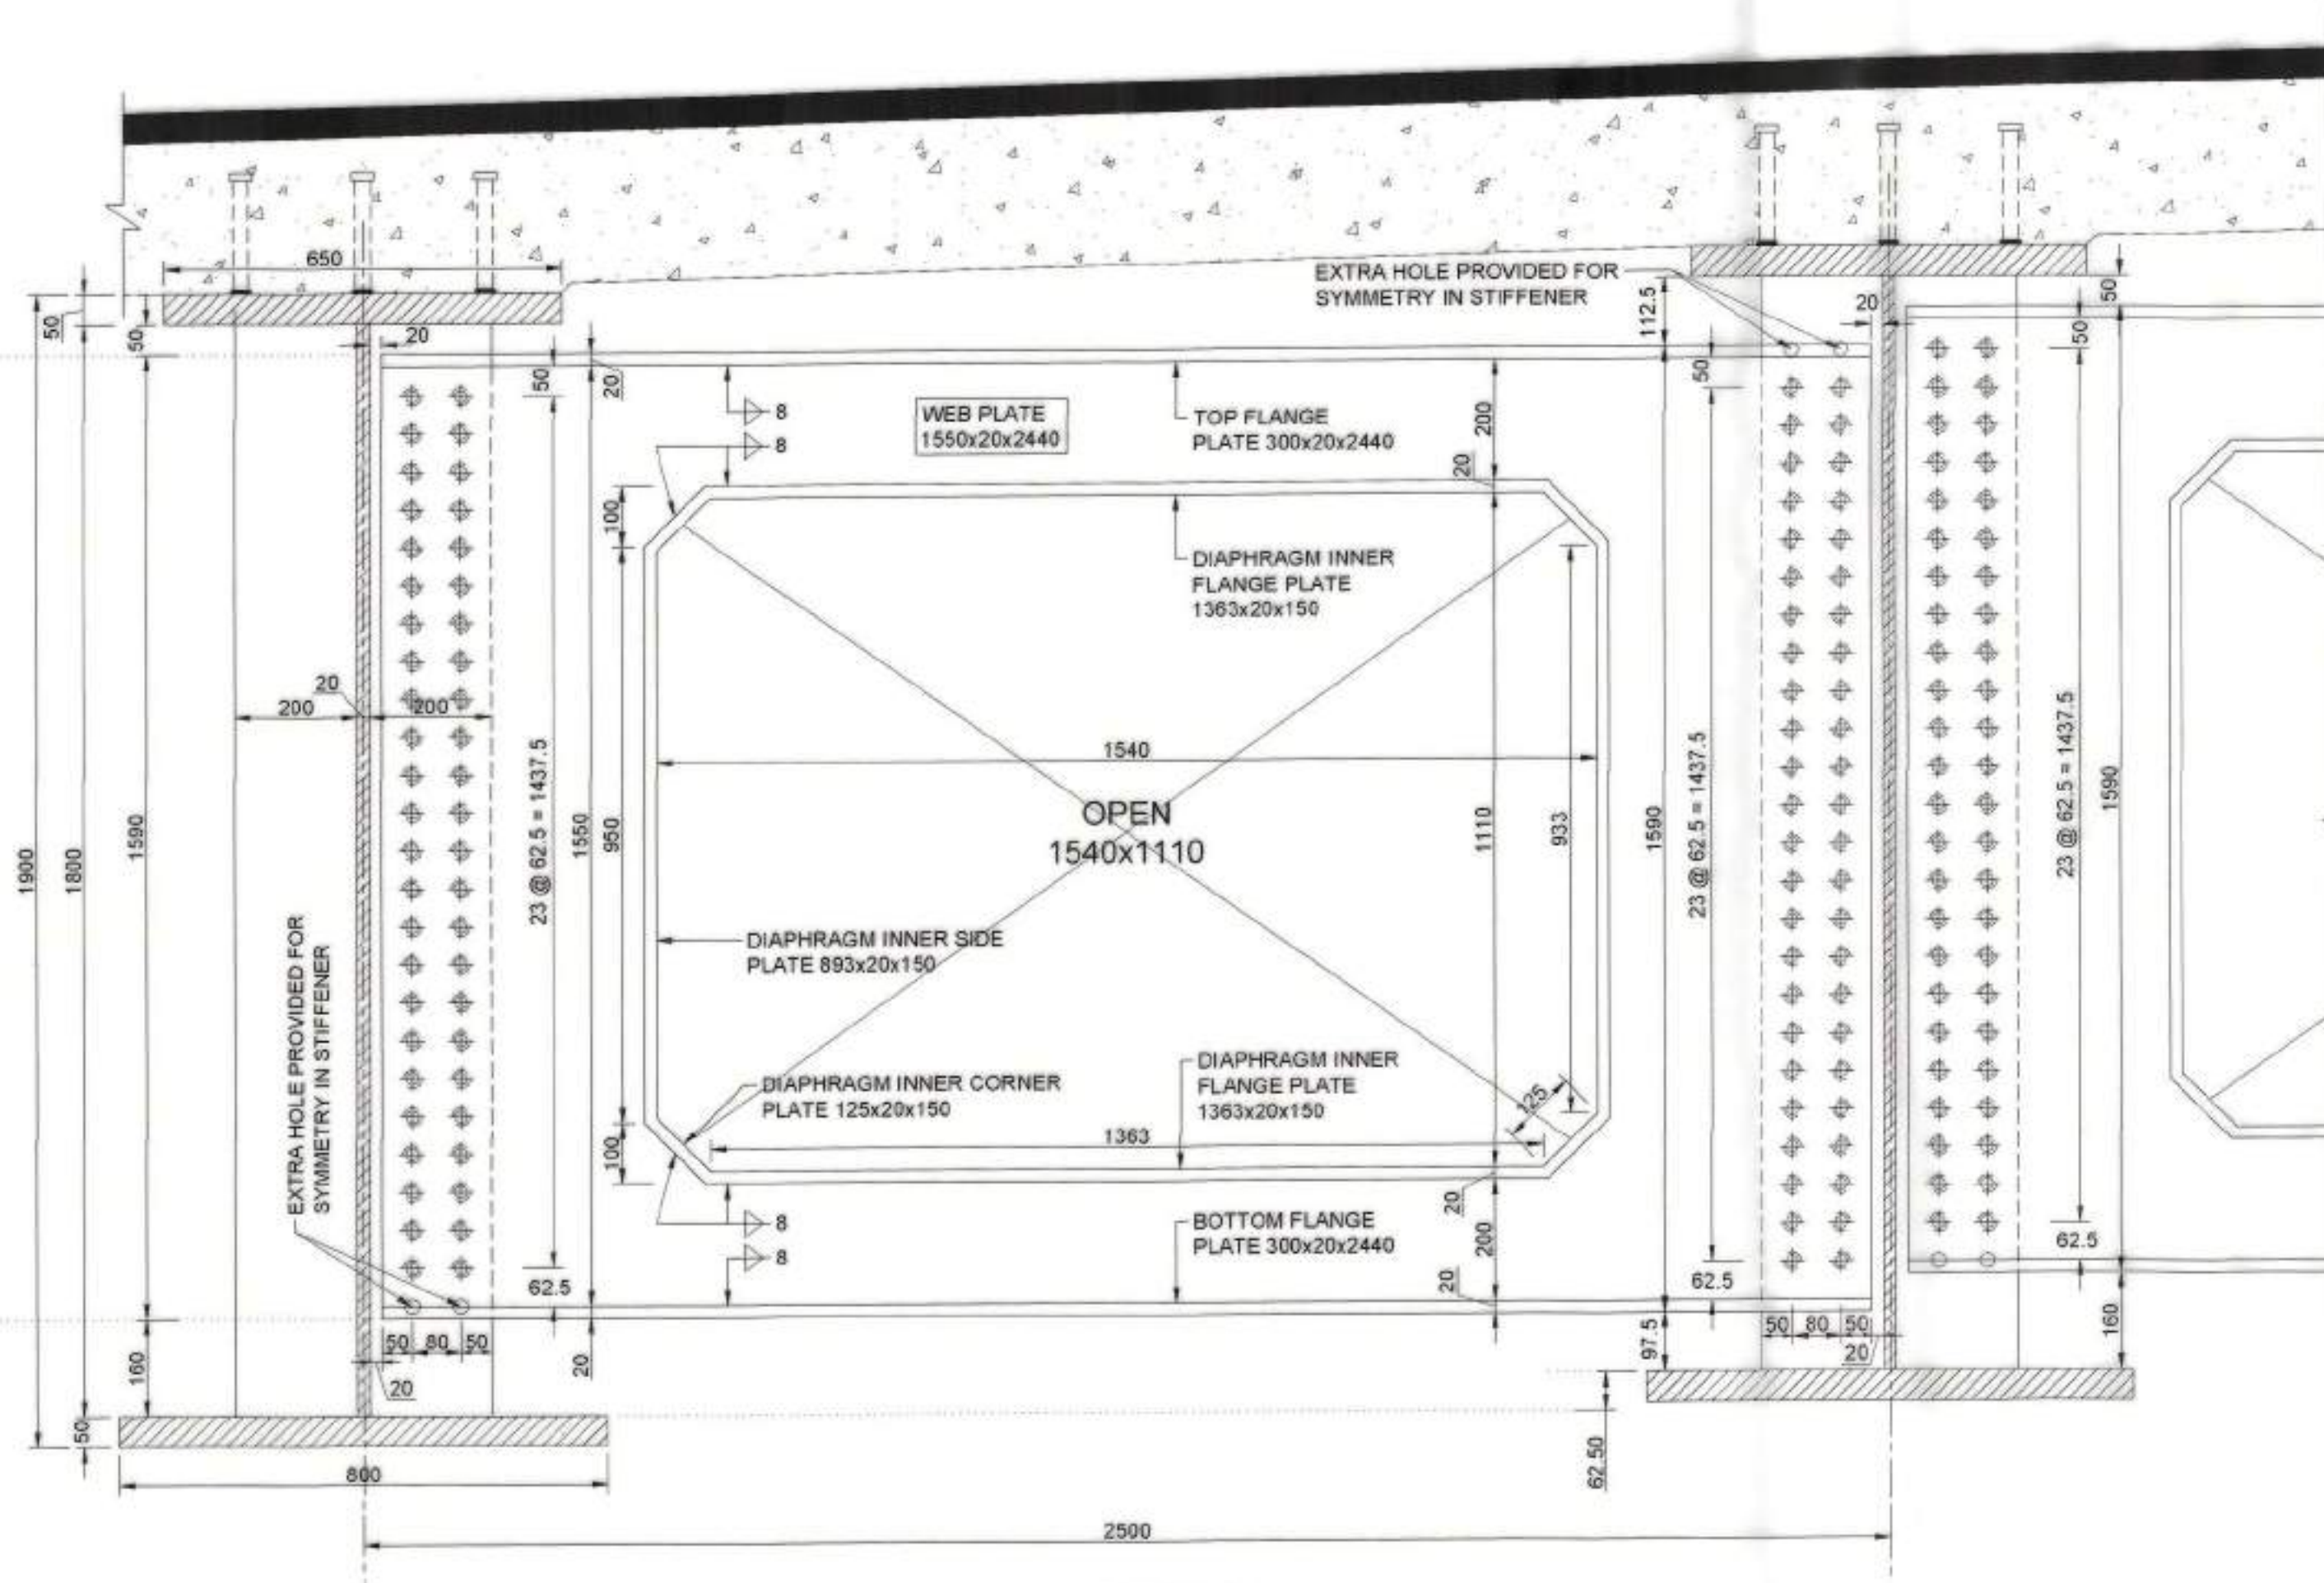 650
EXTRA HOLE PROVIDED FOR
SYMMETRY IN STIFFENER
112.5
20
50
50
50
50
20
50
20
50
8
8
WEB PLATE
1550x20x2440
TOP FLANGE
PLATE 300x20x2440
200
20
100
DIAPHRAGM INNER
FLANGE PLATE
1363x20x150
20
200
200
1540
OPEN
1540x1110
1900
1800
1590
23 @ 62.5 = 1437.5
1550
950
1110
933
1590
23 @ 62.5 = 1437.5
23 @ 62.5 = 1437.5
1590
DIAPHRAGM INNER SIDE
PLATE 893x20x150
EXTRA HOLE PROVIDED FOR
SYMMETRY IN STIFFENER
DIAPHRAGM INNER CORNER
PLATE 125x20x150
DIAPHRAGM INNER
FLANGE PLATE
1363x20x150
125
1363
100
20
8
8
BOTTOM FLANGE
PLATE 300x20x2440
200
20
62.5
62.5
62.5
50 80 50
20
20
160
50
97.5
50 80 50
20
160
62.50
800
2500